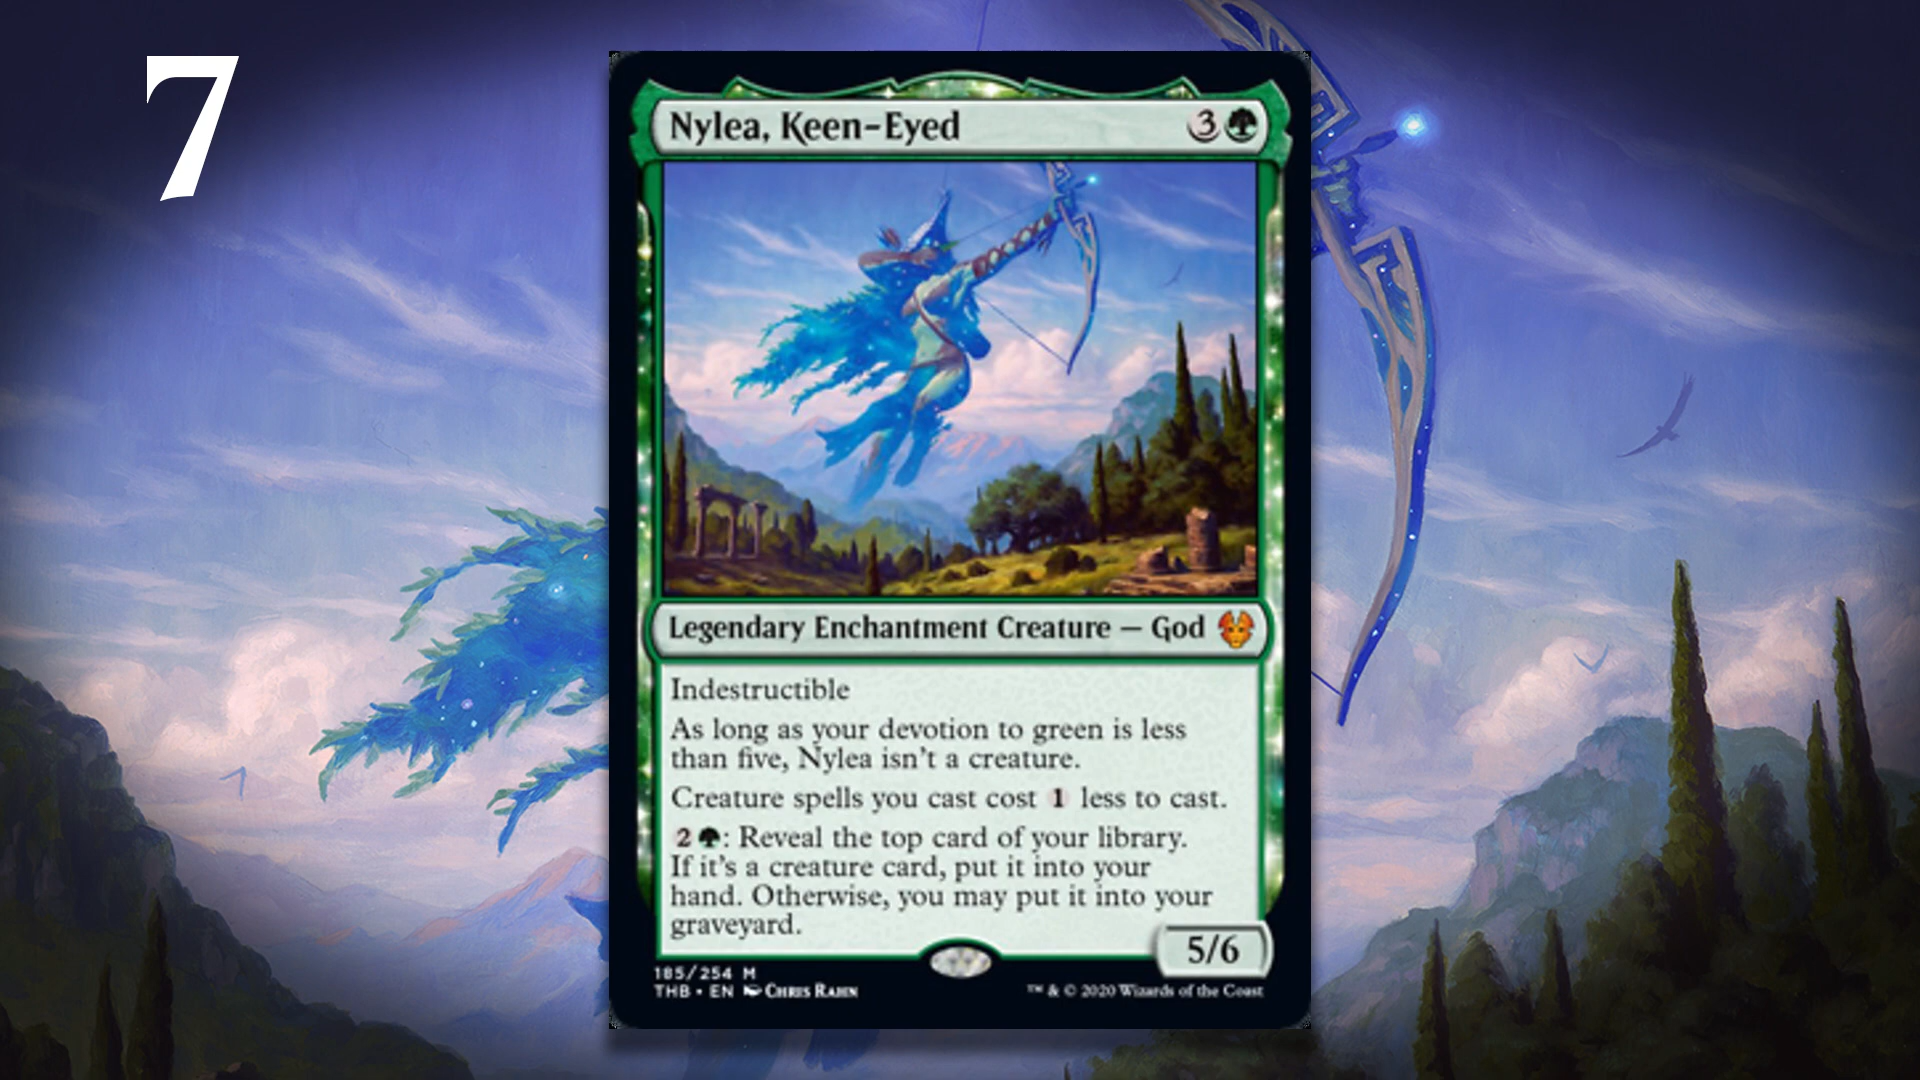 7
Nylea, Keen-Eyed 3
Legendary Enchantment Creature — God
Indestructible
As long as your devotion to green is less
than five, Nylea isn't a creature.
Creature spells you cast cost 1 less to cast.
2 : Reveal the top card of your library.
If it's a creature card, put it into your
hand. Otherwise, you may put it into your
graveyard.
5/6
185/254 M
THB • EN Chris Rahn
™ & © 2020 Wizards of the Coast